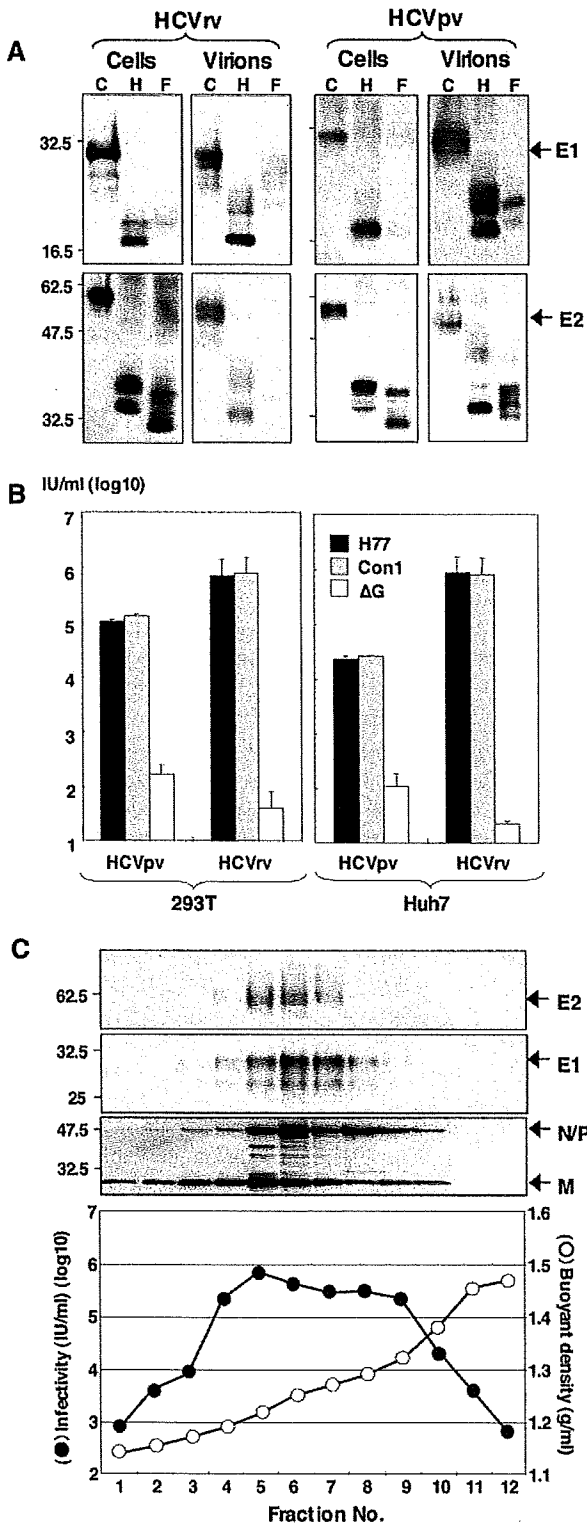 HCVrv HCVpv
A
Cells Virions Cells Virions
C H F C H F C H F C H F
32.5
E1
16.5
62.5
E2
47.5
32.5
B
IU/ml (log10)
7
6
5
4
3
2
1
H77
Con1
ΔG
HCVpv HCVrv HCVpv HCVrv
293T Huh7
C
62.5 E2
32.5 E1
25
47.5 N/P
32.5
M
7 1.6
6 1.5
5 1.4
4 1.3
3 1.2
2 1.1
(●) Infectivity (IU/ml) (log10)
(○) Buoyant density (g/ml)
1 2 3 4 5 6 7 8 9 10 11 12
Fraction No.